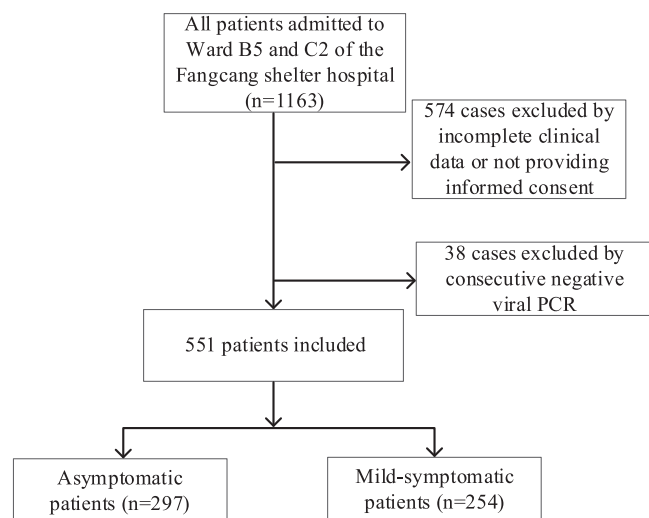 All patients admitted to
Ward B5 and C2 of the
Fangcang shelter hospital
(n=1163)
574 cases excluded by
incomplete clinical
data or not providing
informed consent
38 cases excluded by
consecutive negative
viral PCR
551 patients included
Asymptomatic
patients (n=297)
Mild-symptomatic
patients (n=254)